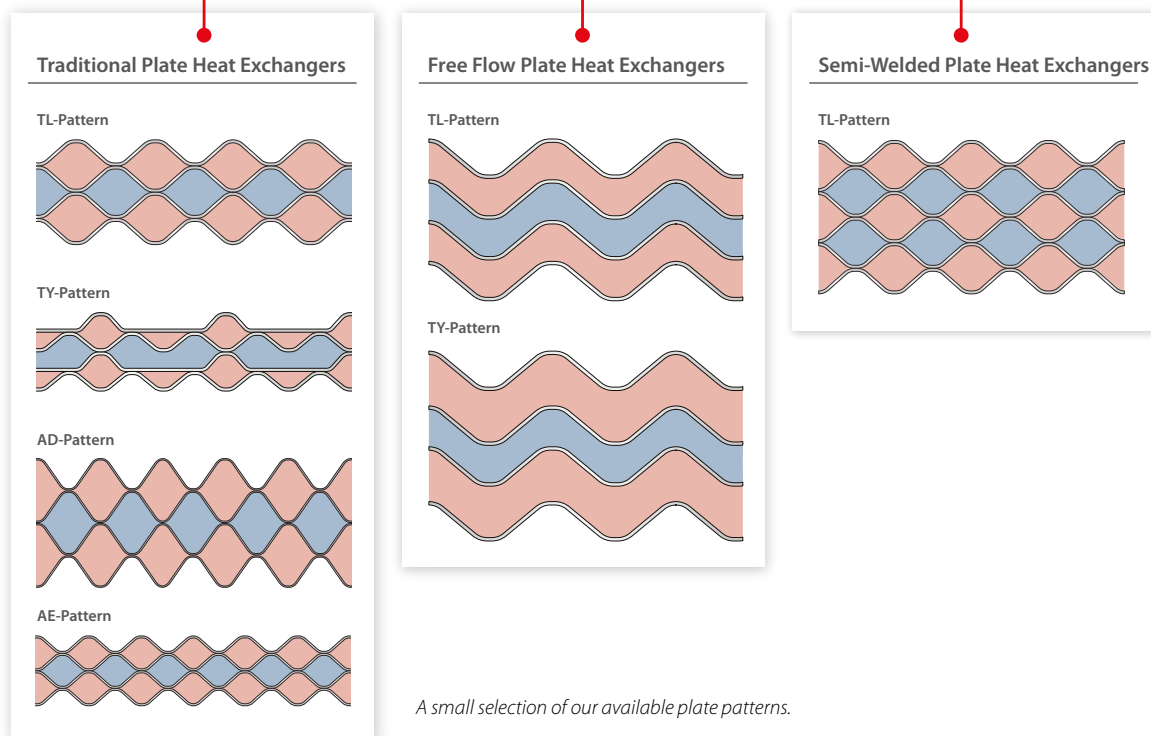 Traditional Plate Heat Exchangers
TL-Pattern
TY-Pattern
AD-Pattern
AE-Pattern
Free Flow Plate Heat Exchangers
TL-Pattern
TY-Pattern
Semi-Welded Plate Heat Exchangers
TL-Pattern
A small selection of our available plate patterns.